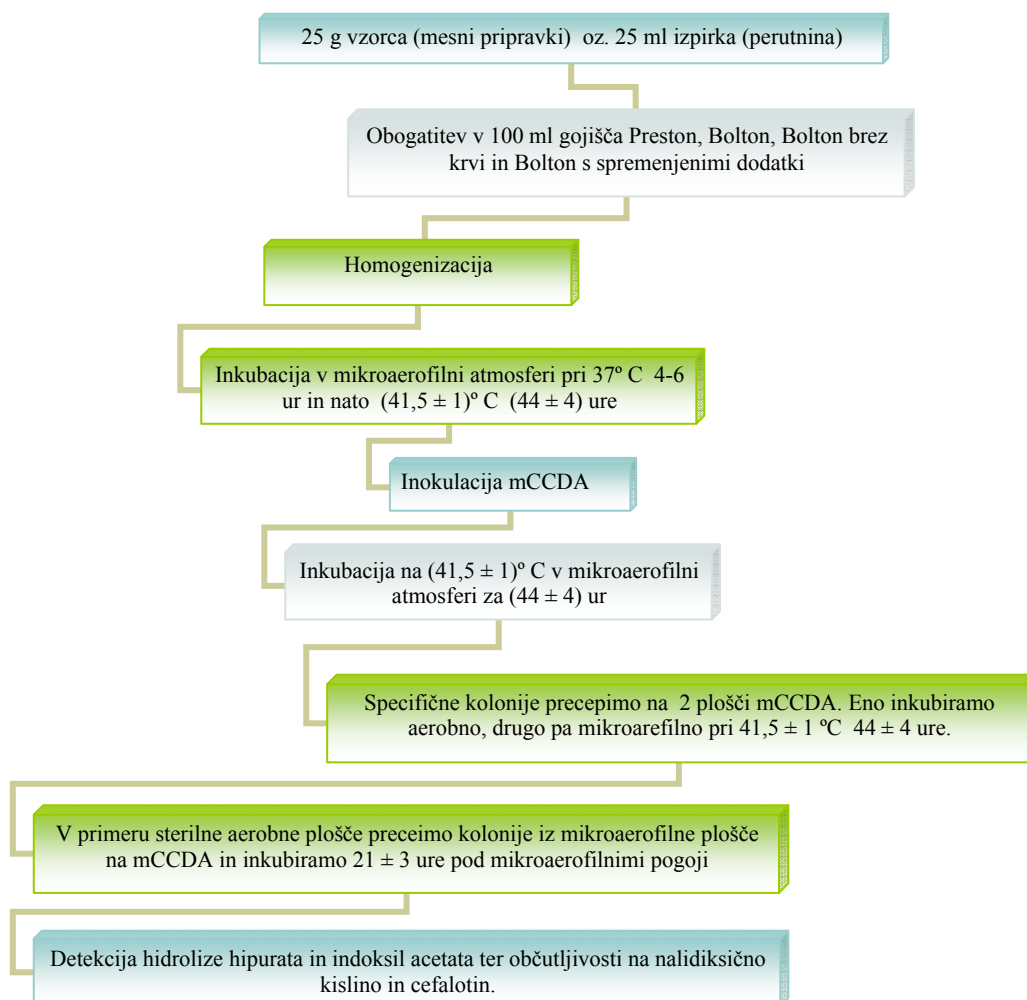 25 g vzorca (mesni pripravki)  oz. 25 ml izpirka (perutnina)
Obogatitev v 100 ml gojišča Preston, Bolton, Bolton brez
krvi in Bolton s spremenjenimi dodatki
Homogenizacija
Inkubacija v mikroaerofilni atmosferi pri 37º C  4-6
ur in nato  (41,5 ± 1)º C  (44 ± 4) ure
Inokulacija mCCDA
Inkubacija na (41,5 ± 1)º C v mikroaerofilni
atmosferi za (44 ± 4) ur
Specifične kolonije precepimo na  2 plošči mCCDA. Eno inkubiramo
aerobno, drugo pa mikroarefilno pri 41,5 ± 1 ºC  44 ± 4 ure.
V primeru sterilne aerobne plošče preceimo kolonije iz mikroaerofilne plošče
na mCCDA in inkubiramo 21 ± 3 ure pod mikroaerofilnimi pogoji
Detekcija hidrolize hipurata in indoksil acetata ter občutljivosti na nalidiksično
kislino in cefalotin.